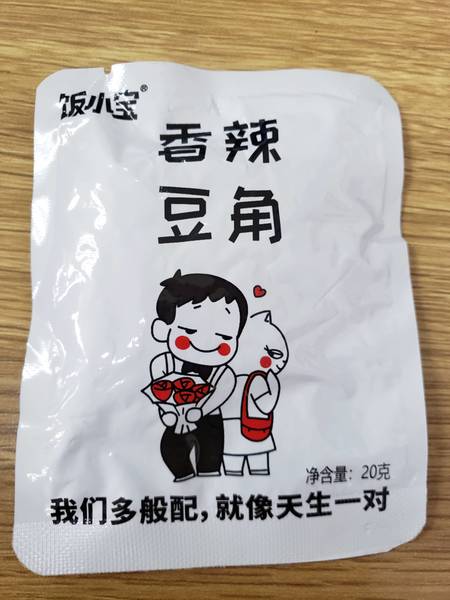 饭小宝®
香辣
豆角
净含量：20克
我们多般配，就像天生一对